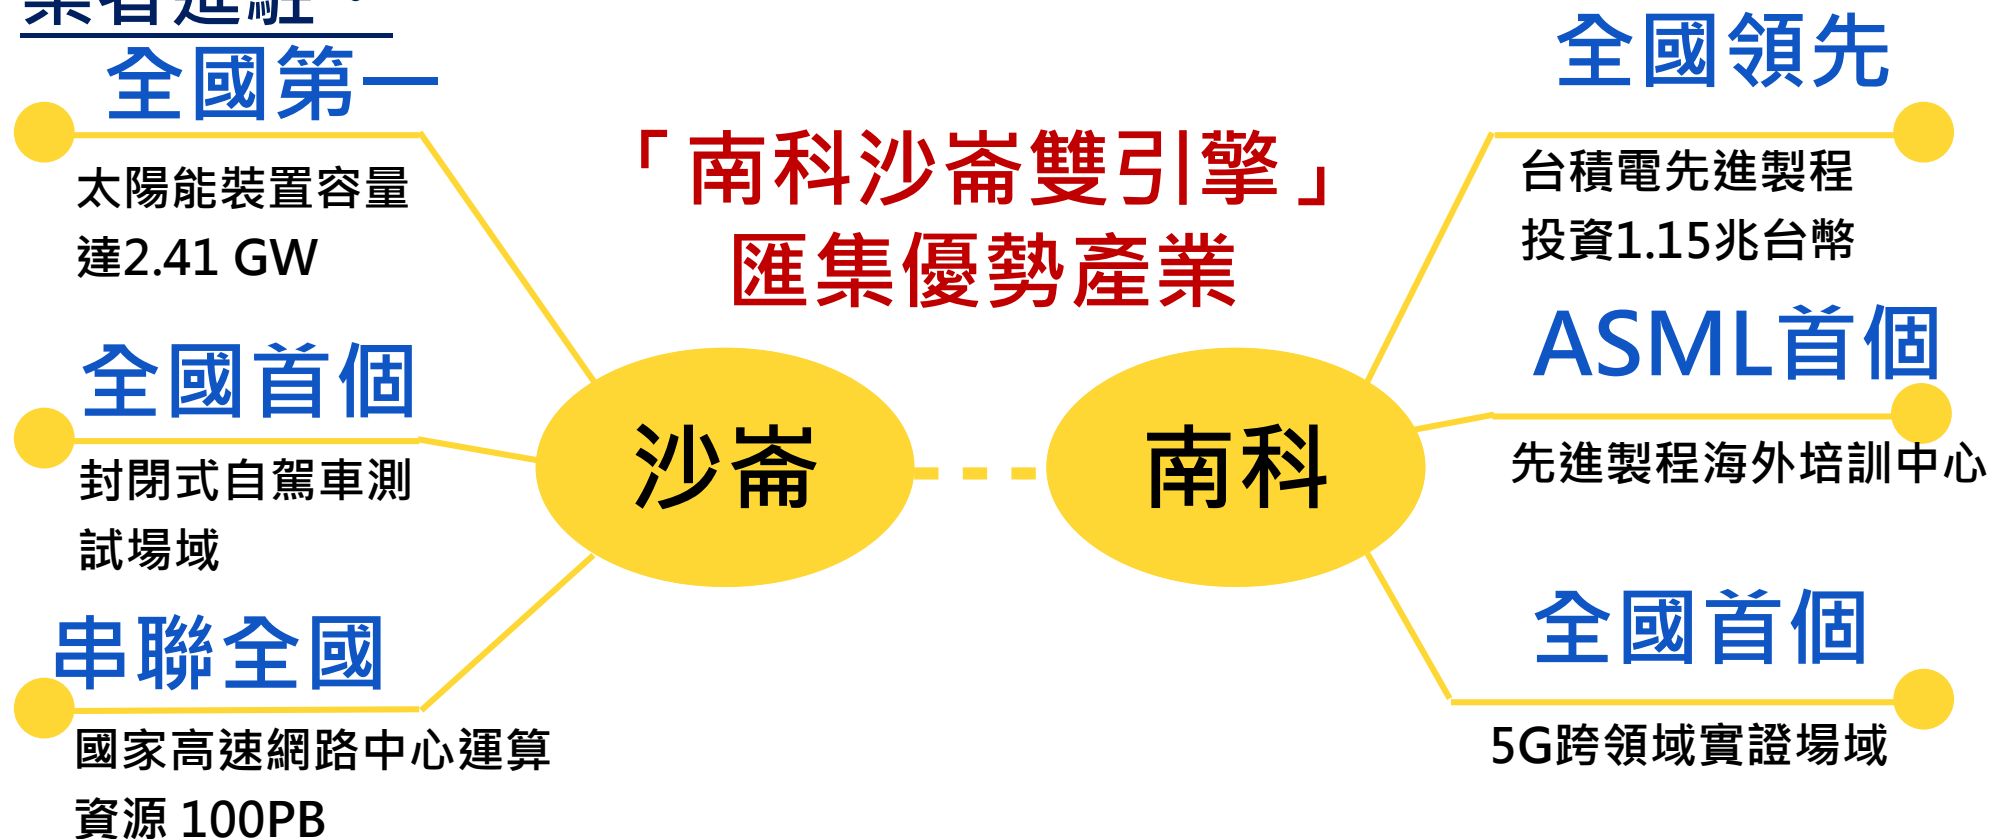 業者進駐。
全國第一
太陽能裝置容量
達2.41 GW
全國首個
封閉式自駕車測
試場域
串聯全國
國家高速網路中心運算
資源 100PB
「南科沙崙雙引擎」
匯集優勢產業
沙崙
南科
全國領先
台積電先進製程
投資1.15兆台幣
ASML首個
先進製程海外培訓中心
全國首個
5G跨領域實證場域